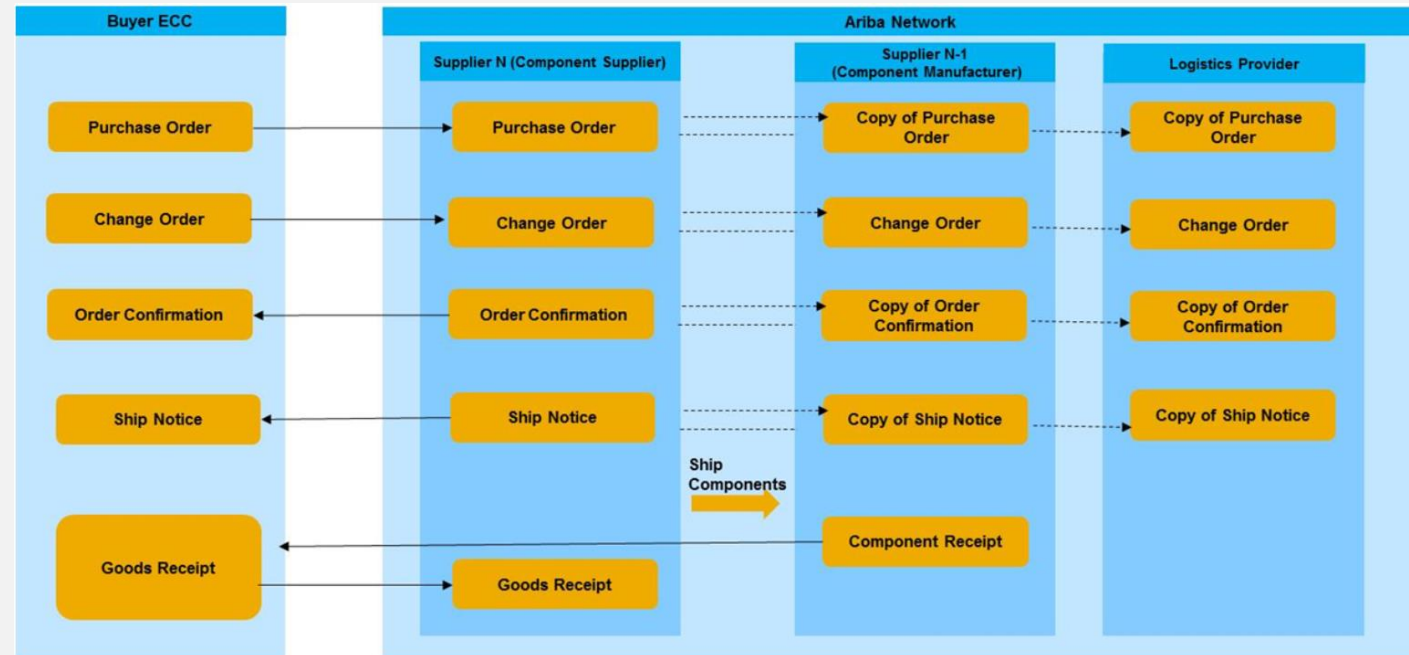 Buyer ECC
Ariba Network
Supplier N (Component Supplier)
Supplier N-1
(Component Manufacturer)
Logistics Provider
Purchase Order
Purchase Order
Copy of Purchase
Order
Copy of Purchase
Order
Change Order
Change Order
Change Order
Change Order
Order Confirmation
Order Confirmation
Copy of Order
Confirmation
Copy of Order
Confirmation
Ship Notice
Ship Notice
Copy of Ship Notice
Copy of Ship Notice
Ship
Components
Goods Receipt
Goods Receipt
Component Receipt